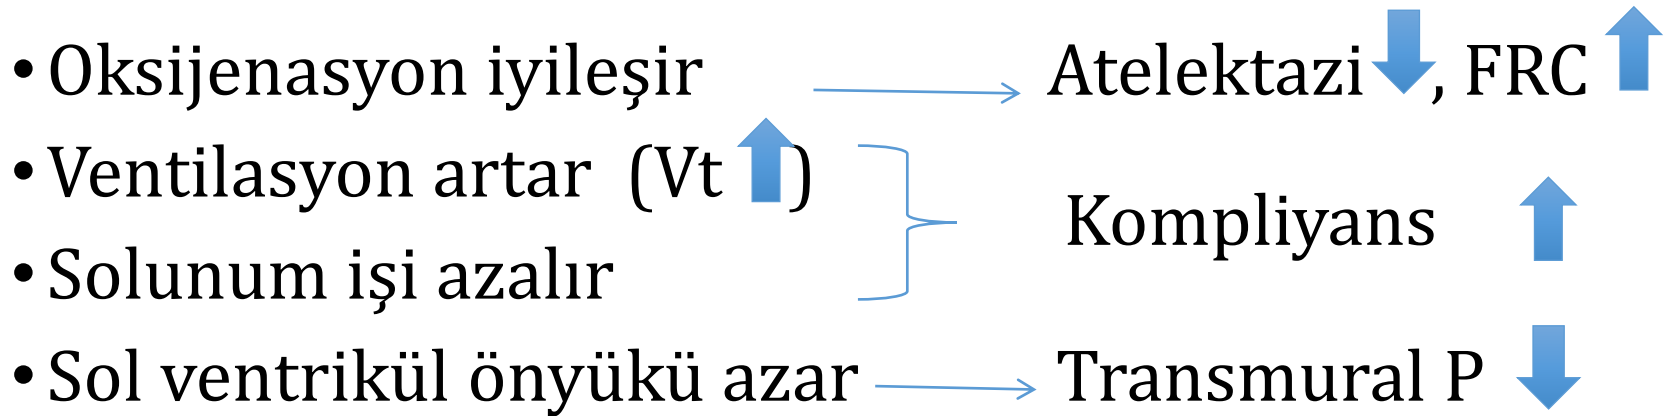 • Oksijenasyon iyileşir Atelektazi , FRC
• Ventilasyon artar (Vt )
Kompliyans
• Solunum işi azalır
• Sol ventrikül önyükü azar Transmural P